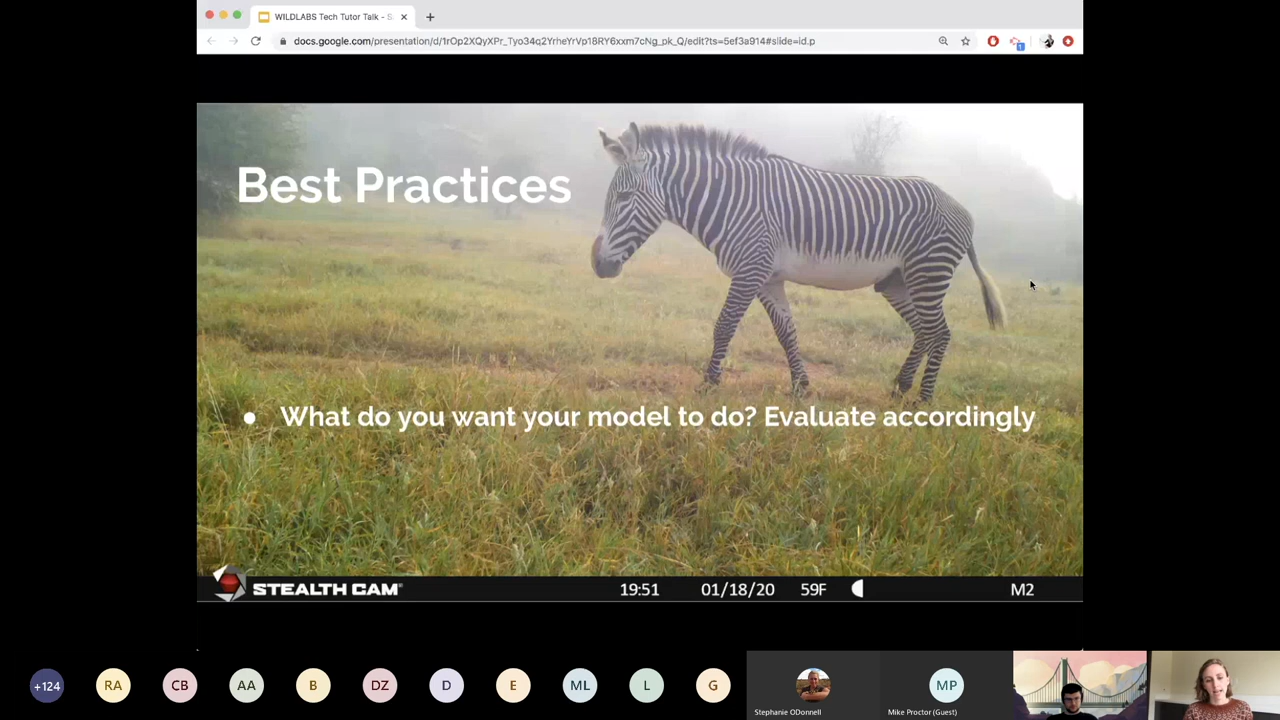 WILDLABS Tech Tutor Talk - S
docs.google.com/presentation/d/1rOp2XQyXPr_Tyo34q2YrheYrVp18RY6xxm7cNg_pk_Q/edit?ts=5ef3a914#slide=id.p
Best Practices
● What do you want your model to do? Evaluate accordingly
STEALTH CAM 19:51 01/18/20 59F M2
+124 RA CB AA B DZ D E ML L G MP
Stephanie ODonnell Mike Proctor (Guest)